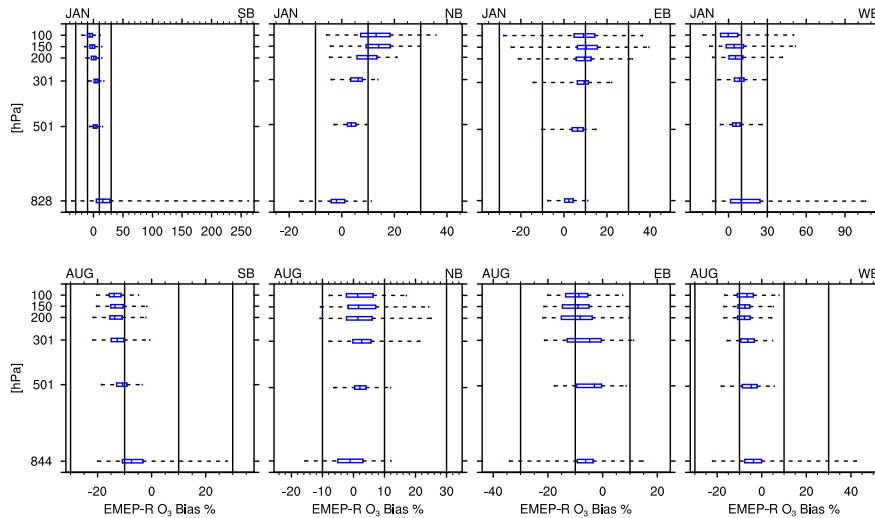 JAN SB JAN NB JAN EB JAN WB
100
150
200
301
501
828
[hPa]
0 50 100 150 200 250 -20 0 20 40 -20 0 20 40 0 30 60 90
AUG SB AUG NB AUG EB AUG WB
100
150
200
301
501
844
[hPa]
-20 0 20 -20 -10 0 10 20 30 -40 -20 0 20 -20 0 20 40
EMEP-R O₃ Bias % EMEP-R O₃ Bias % EMEP-R O₃ Bias % EMEP-R O₃ Bias %